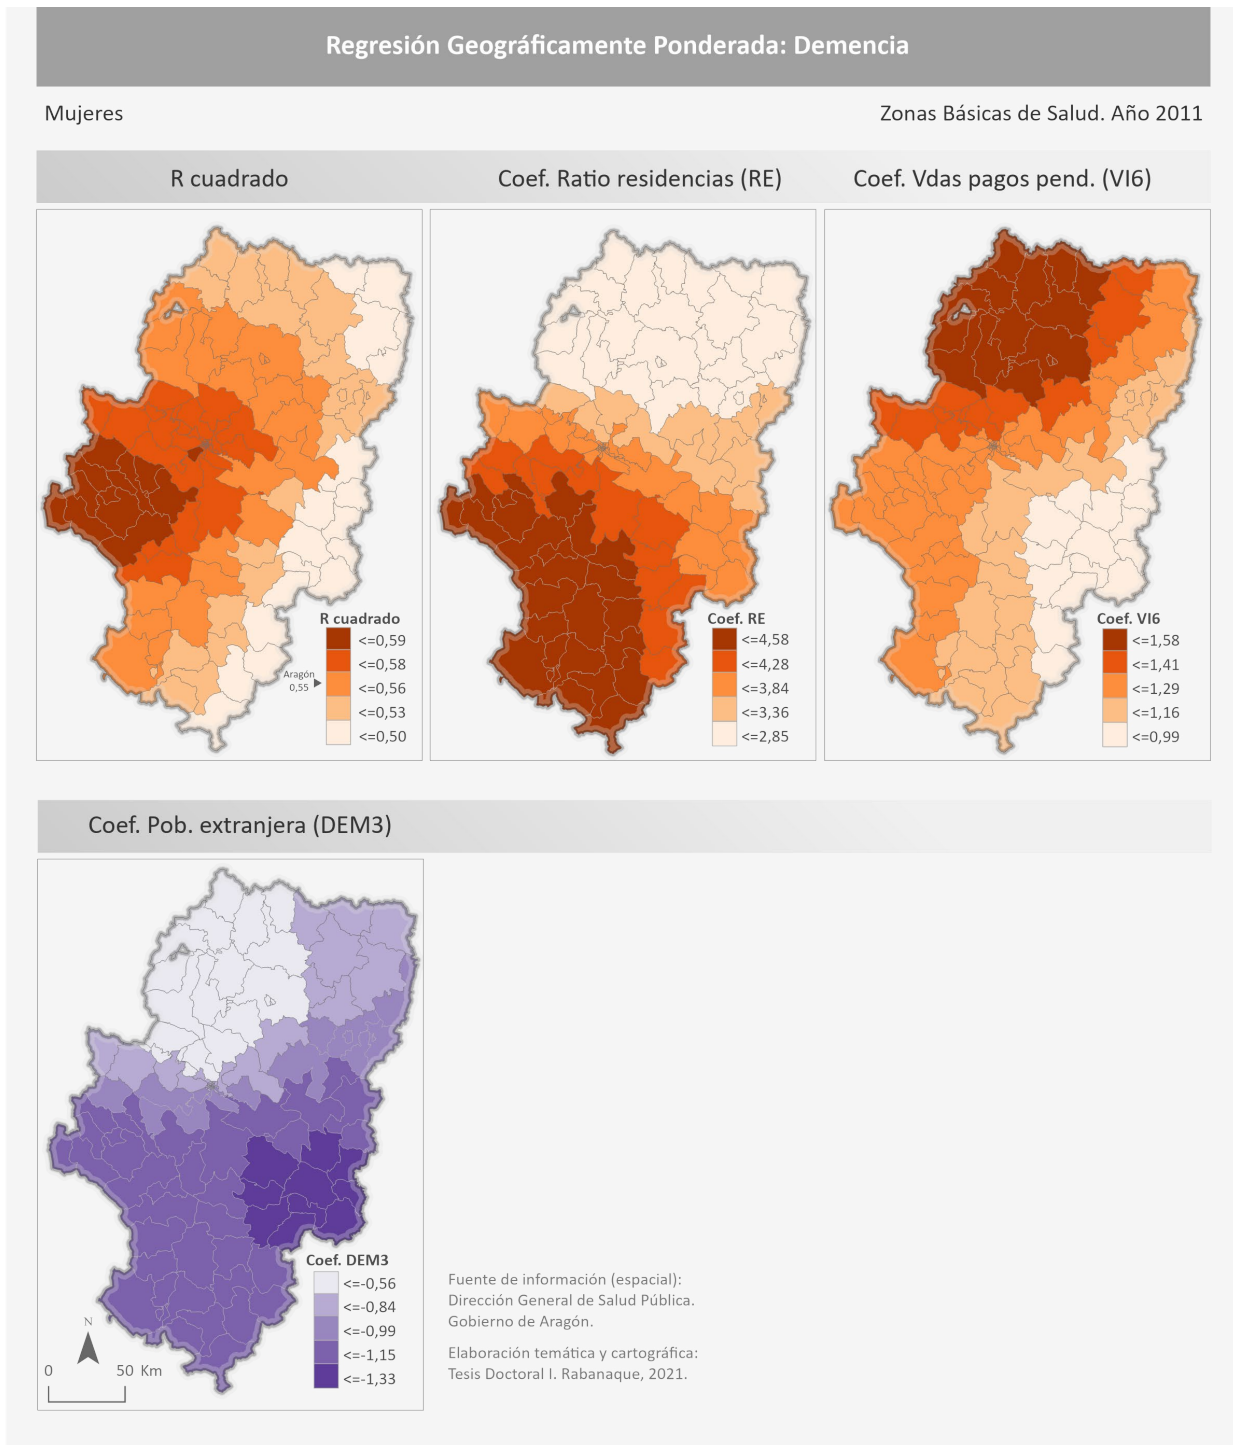 Regresión Geográficamente Ponderada: Demencia
Mujeres
Zonas Básicas de Salud. Año 2011
R cuadrado
Coef. Ratio residencias (RE)
Coef. Vdas pagos pend. (VI6)
R cuadrado
<=0,59
<=0,58
<=0,56
<=0,53
<=0,50
Aragón
0,55
Coef. RE
<=4,58
<=4,28
<=3,84
<=3,36
<=2,85
Coef. VI6
<=1,58
<=1,41
<=1,29
<=1,16
<=0,99
Coef. Pob. extranjera (DEM3)
Coef. DEM3
<=-0,56
<=-0,84
<=-0,99
<=-1,15
<=-1,33
N
0 50 Km
Fuente de información (espacial):
Dirección General de Salud Pública.
Gobierno de Aragón.
Elaboración temática y cartográfica:
Tesis Doctoral I. Rabanaque, 2021.